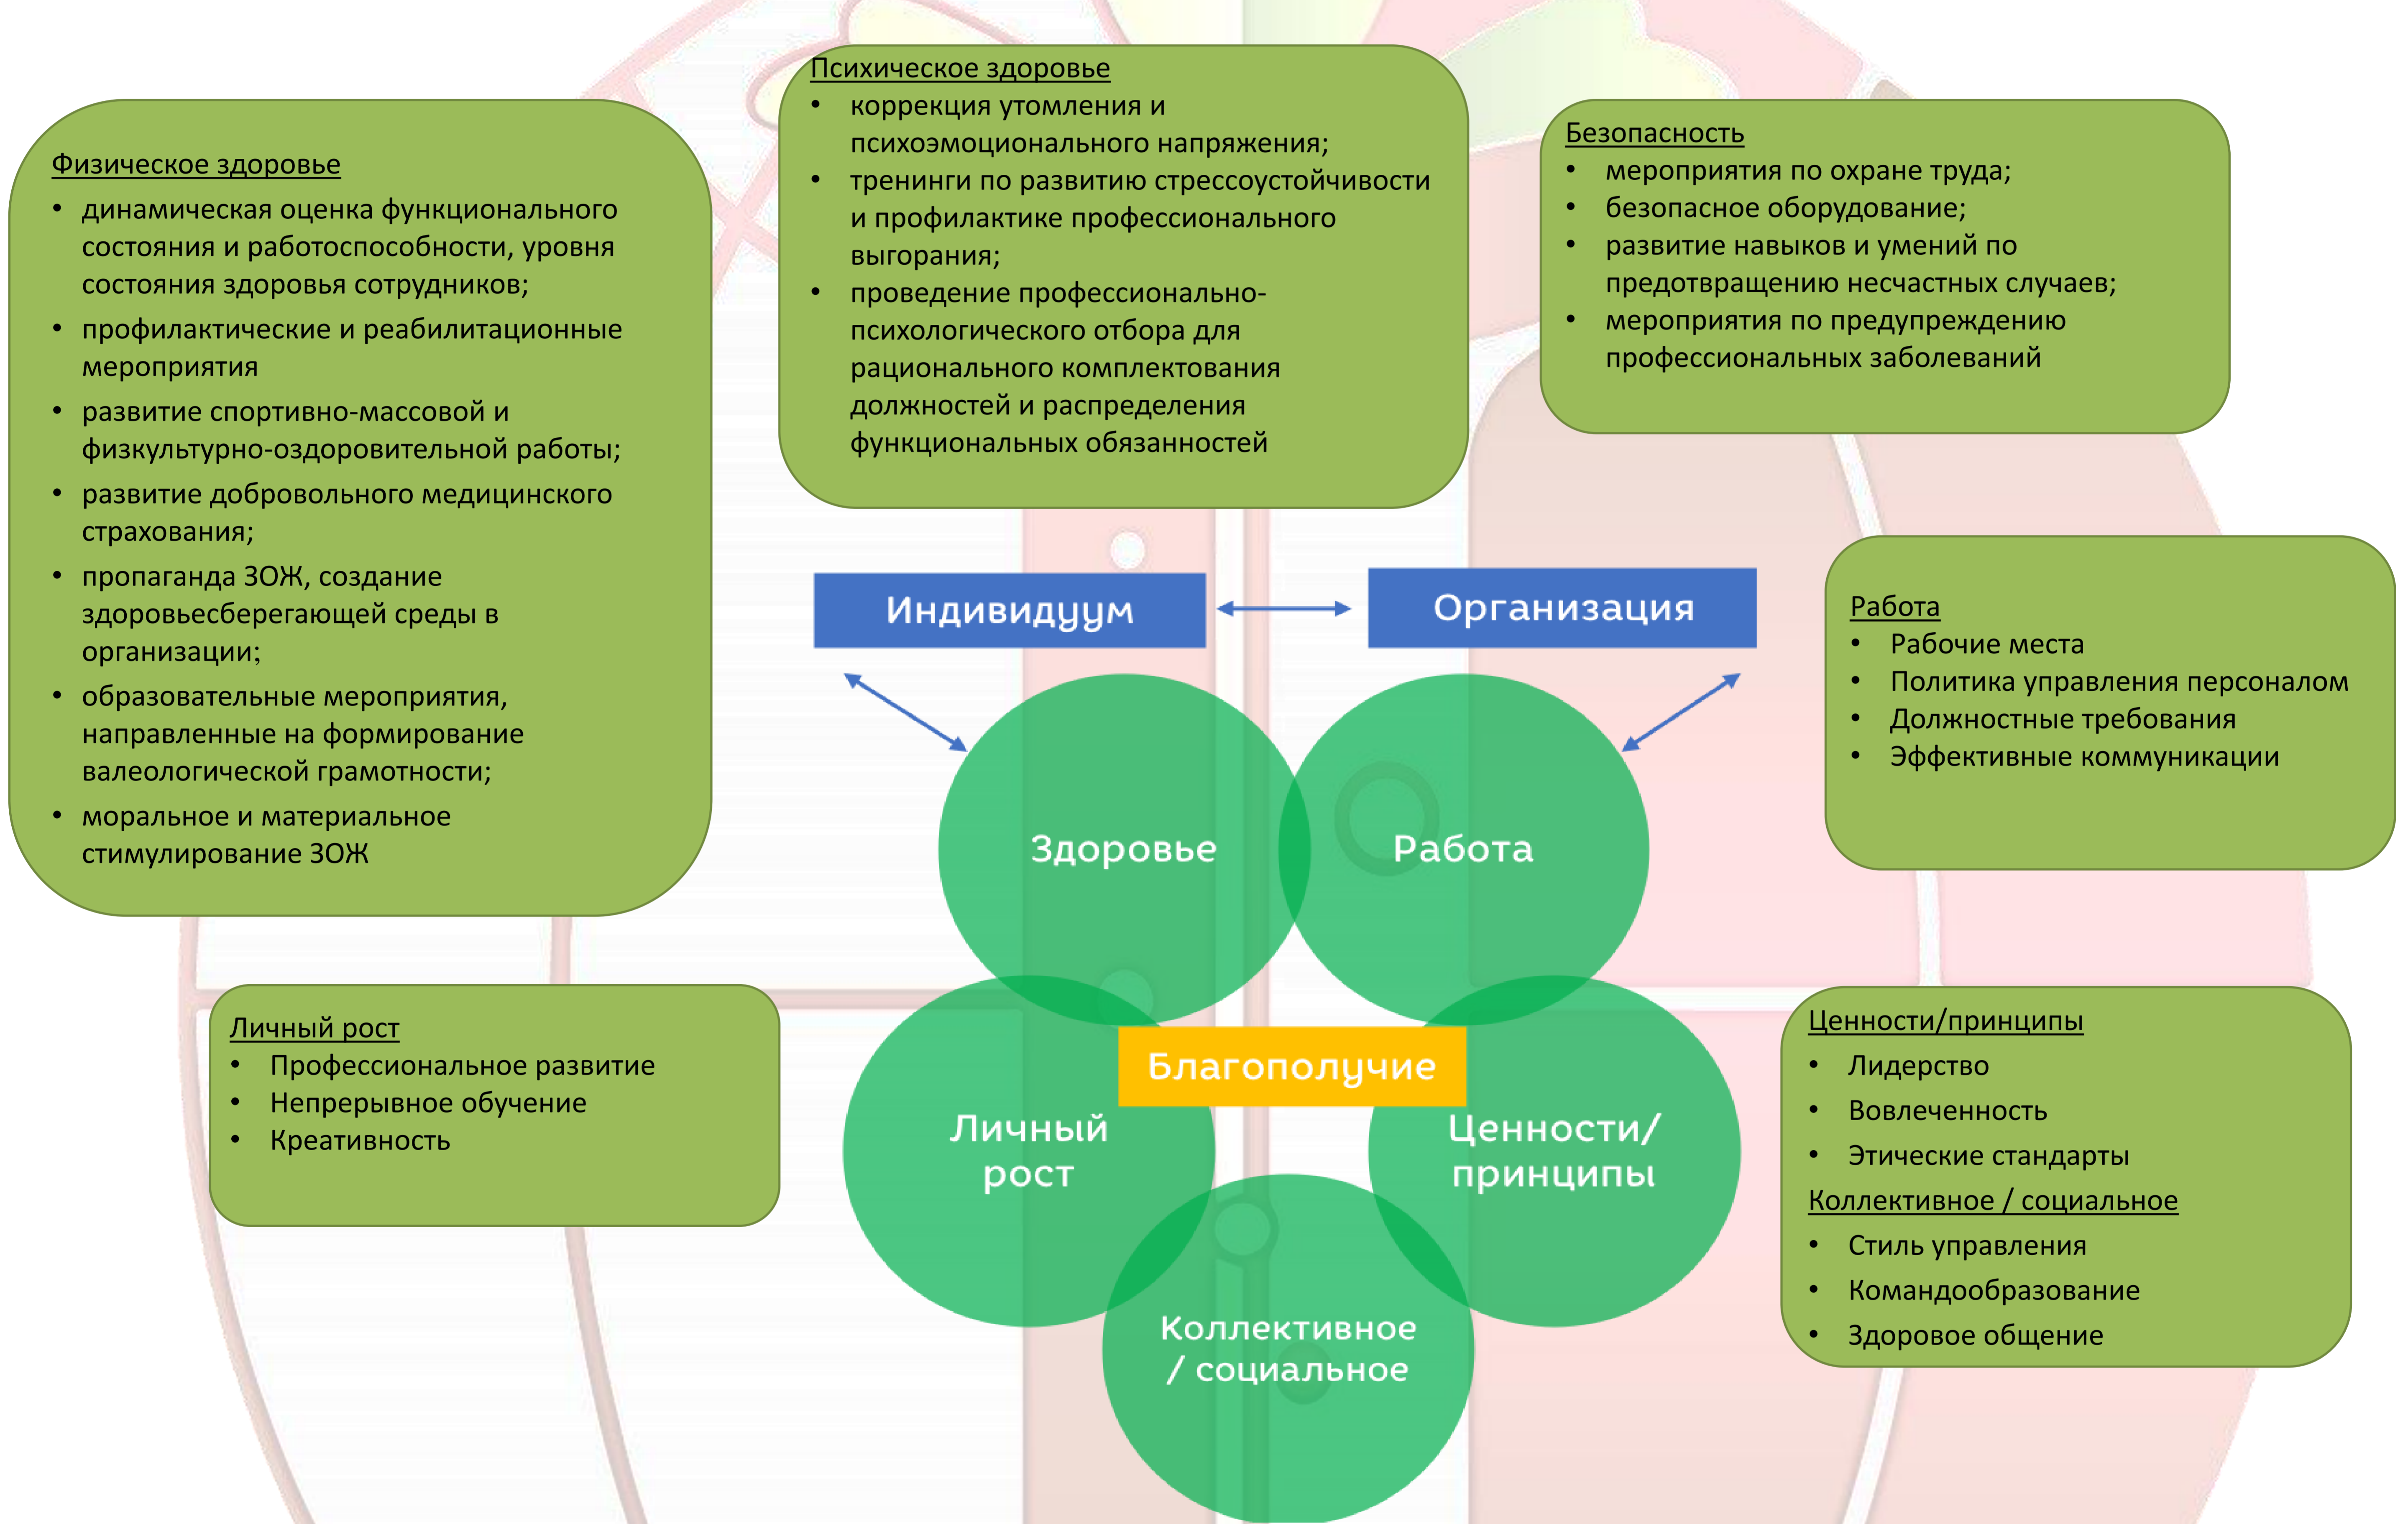 Физическое здоровье
• динамическая оценка функционального
состояния и работоспособности, уровня
состояния здоровья сотрудников;
• профилактические и реабилитационные
мероприятия
• развитие спортивно-массовой и
физкультурно-оздоровительной работы;
• развитие добровольного медицинского
страхования;
• пропаганда ЗОЖ, создание
здоровьесберегающей среды в
организации;
• образовательные мероприятия,
направленные на формирование
валеологической грамотности;
• моральное и материальное
стимулирование ЗОЖ
Психическое здоровье
• коррекция утомления и
психоэмоционального напряжения;
• тренинги по развитию стрессоустойчивости
и профилактике профессионального
выгорания;
• проведение профессионально-
психологического отбора для
рационального комплектования
должностей и распределения
функциональных обязанностей
Безопасность
• мероприятия по охране труда;
• безопасное оборудование;
• развитие навыков и умений по
предотвращению несчастных случаев;
• мероприятия по предупреждению
профессиональных заболеваний
Индивидуум
Организация
Работа
• Рабочие места
• Политика управления персоналом
• Должностные требования
• Эффективные коммуникации
Здоровье
Работа
Личный рост
• Профессиональное развитие
• Непрерывное обучение
• Креативность
Благополучие
Личный
рост
Ценности/
принципы
Коллективное
/ социальное
Ценности/принципы
• Лидерство
• Вовлеченность
• Этические стандарты
Коллективное / социальное
• Стиль управления
• Командообразование
• Здоровое общение